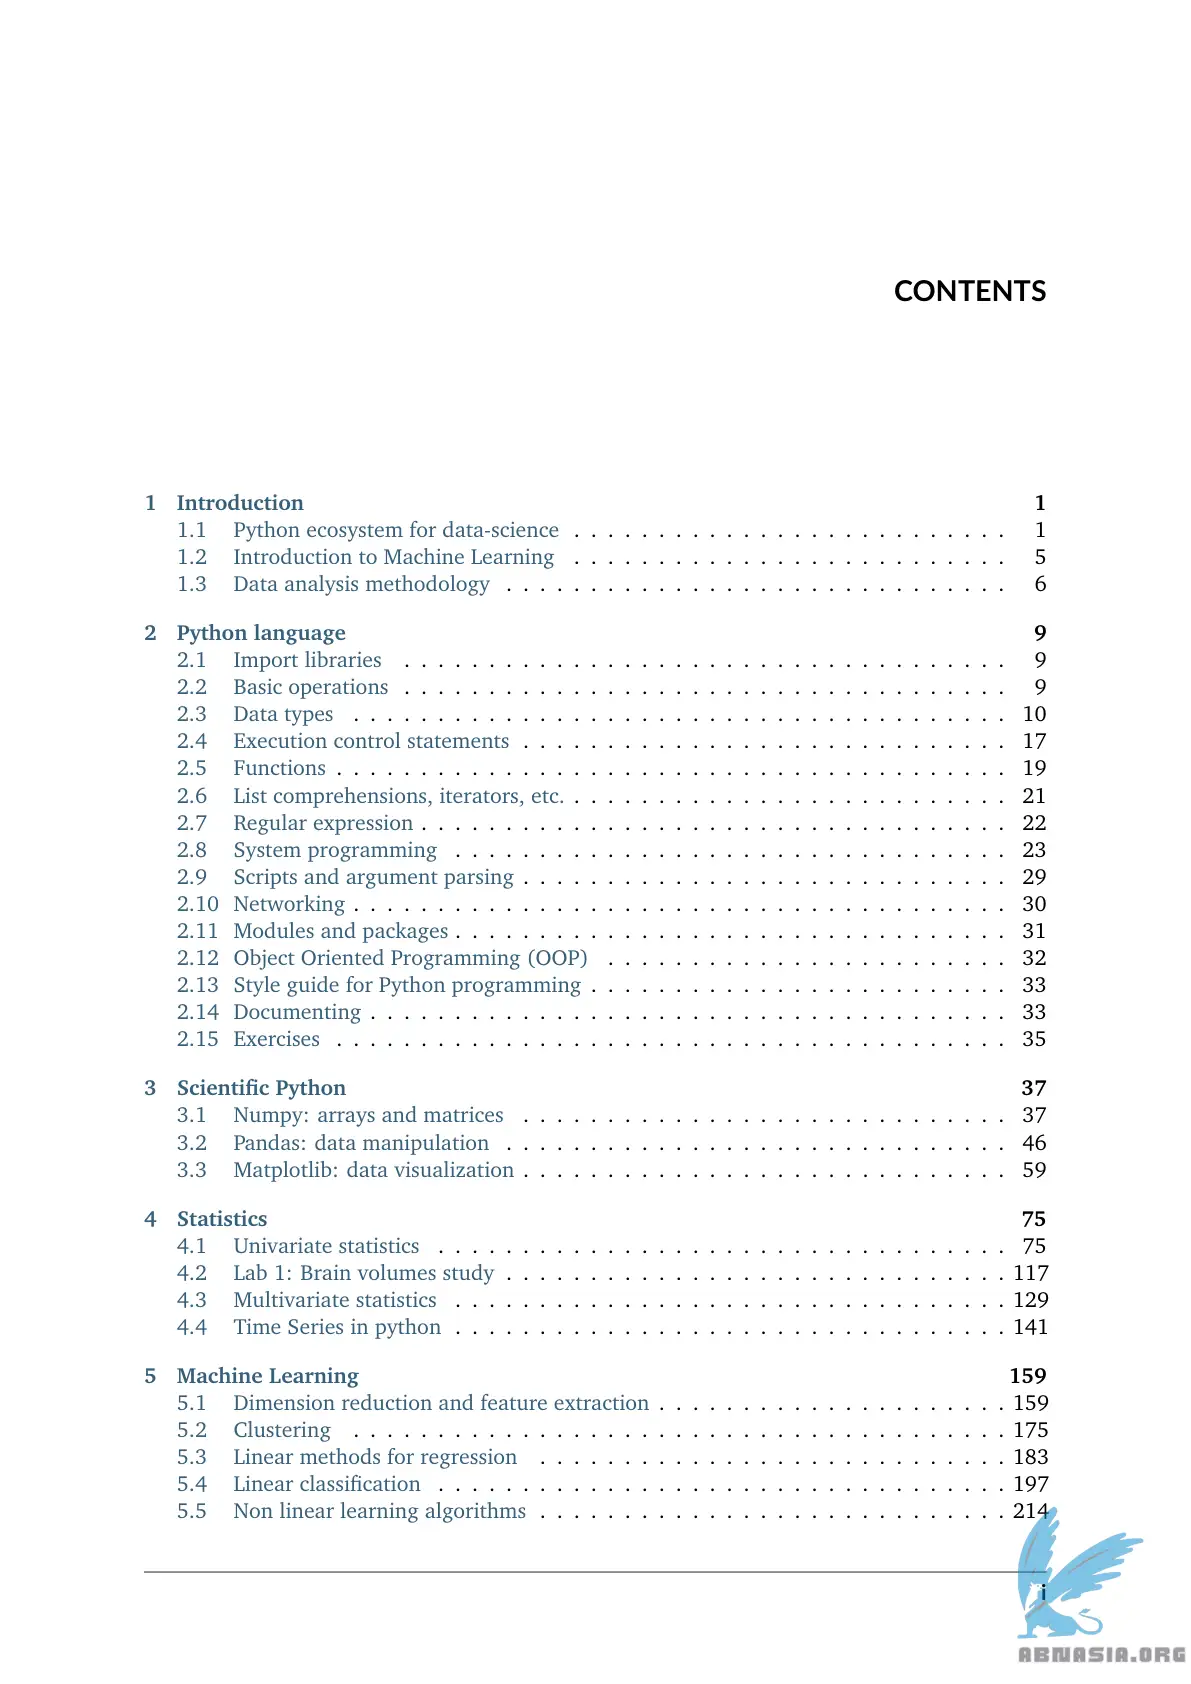 CONTENTS
1 Introduction 1
1.1 Python ecosystem for data-science . . . . . . . . . . . . . . . . . . . . . . . . . . 1
1.2 Introduction to Machine Learning . . . . . . . . . . . . . . . . . . . . . . . . . . 5
1.3 Data analysis methodology . . . . . . . . . . . . . . . . . . . . . . . . . . . . . . 6
2 Python language 9
2.1 Import libraries . . . . . . . . . . . . . . . . . . . . . . . . . . . . . . . . . . . . 9
2.2 Basic operations . . . . . . . . . . . . . . . . . . . . . . . . . . . . . . . . . . . . 9
2.3 Data types . . . . . . . . . . . . . . . . . . . . . . . . . . . . . . . . . . . . . . . 10
2.4 Execution control statements . . . . . . . . . . . . . . . . . . . . . . . . . . . . . 17
2.5 Functions . . . . . . . . . . . . . . . . . . . . . . . . . . . . . . . . . . . . . . . . 19
2.6 List comprehensions, iterators, etc. . . . . . . . . . . . . . . . . . . . . . . . . . . 21
2.7 Regular expression . . . . . . . . . . . . . . . . . . . . . . . . . . . . . . . . . . . 22
2.8 System programming . . . . . . . . . . . . . . . . . . . . . . . . . . . . . . . . . 23
2.9 Scripts and argument parsing . . . . . . . . . . . . . . . . . . . . . . . . . . . . . 29
2.10 Networking . . . . . . . . . . . . . . . . . . . . . . . . . . . . . . . . . . . . . . . 30
2.11 Modules and packages . . . . . . . . . . . . . . . . . . . . . . . . . . . . . . . . . 31
2.12 Object Oriented Programming (OOP) . . . . . . . . . . . . . . . . . . . . . . . . 32
2.13 Style guide for Python programming . . . . . . . . . . . . . . . . . . . . . . . . . 33
2.14 Documenting . . . . . . . . . . . . . . . . . . . . . . . . . . . . . . . . . . . . . . 33
2.15 Exercises . . . . . . . . . . . . . . . . . . . . . . . . . . . . . . . . . . . . . . . . 35
3 Scientific Python 37
3.1 Numpy: arrays and matrices . . . . . . . . . . . . . . . . . . . . . . . . . . . . . 37
3.2 Pandas: data manipulation . . . . . . . . . . . . . . . . . . . . . . . . . . . . . . 46
3.3 Matplotlib: data visualization . . . . . . . . . . . . . . . . . . . . . . . . . . . . . 59
4 Statistics 75
4.1 Univariate statistics . . . . . . . . . . . . . . . . . . . . . . . . . . . . . . . . . . 75
4.2 Lab 1: Brain volumes study . . . . . . . . . . . . . . . . . . . . . . . . . . . . . . 117
4.3 Multivariate statistics . . . . . . . . . . . . . . . . . . . . . . . . . . . . . . . . . 129
4.4 Time Series in python . . . . . . . . . . . . . . . . . . . . . . . . . . . . . . . . . 141
5 Machine Learning 159
5.1 Dimension reduction and feature extraction . . . . . . . . . . . . . . . . . . . . . 159
5.2 Clustering . . . . . . . . . . . . . . . . . . . . . . . . . . . . . . . . . . . . . . . 175
5.3 Linear methods for regression . . . . . . . . . . . . . . . . . . . . . . . . . . . . 183
5.4 Linear classification . . . . . . . . . . . . . . . . . . . . . . . . . . . . . . . . . . 197
5.5 Non linear learning algorithms . . . . . . . . . . . . . . . . . . . . . . . . . . . . 214
i
ABNASIA.ORG